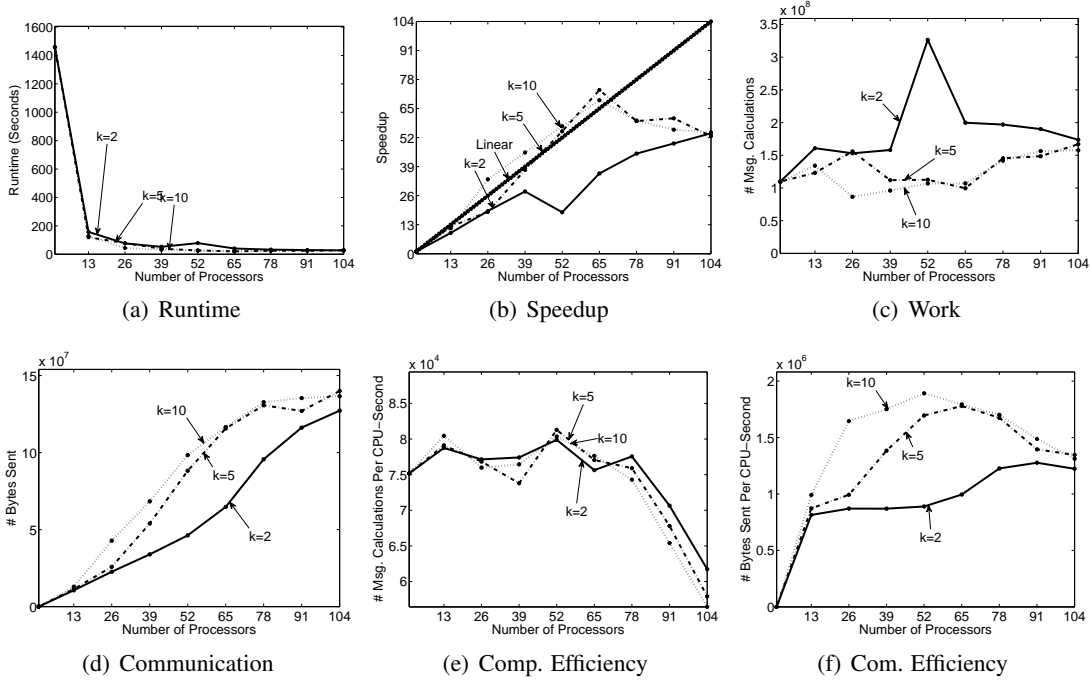 1600
1400
1200
1000
800
600
400
200
0
Runtime (Seconds)
k=2
k=5
k=10
13 26 39 52 65 78 91 104
Number of Processors
(a) Runtime
104
91
78
65
52
39
26
13
Speedup
k=10
k=5
Linear
k=2
13 26 39 52 65 78 91 104
Number of Processors
(b) Speedup
x 10^8
3.5
3
2.5
2
1.5
1
0.5
0
# Msg. Calculations
k=2
k=5
k=10
13 26 39 52 65 78 91 104
Number of Processors
(c) Work
x 10^7
15
10
5
0
# Bytes Sent
k=10
k=5
k=2
13 26 39 52 65 78 91 104
Number of Processors
(d) Communication
x 10^4
8.5
8
7.5
7
6.5
6
# Msg. Calculations Per CPU-Second
k=5
k=10
k=2
13 26 39 52 65 78 91 104
Number of Processors
(e) Comp. Efficiency
x 10^6
2
1.5
1
0.5
0
# Bytes Sent Per CPU-Second
k=10
k=5
k=2
13 26 39 52 65 78 91 104
Number of Processors
(f) Com. Efficiency